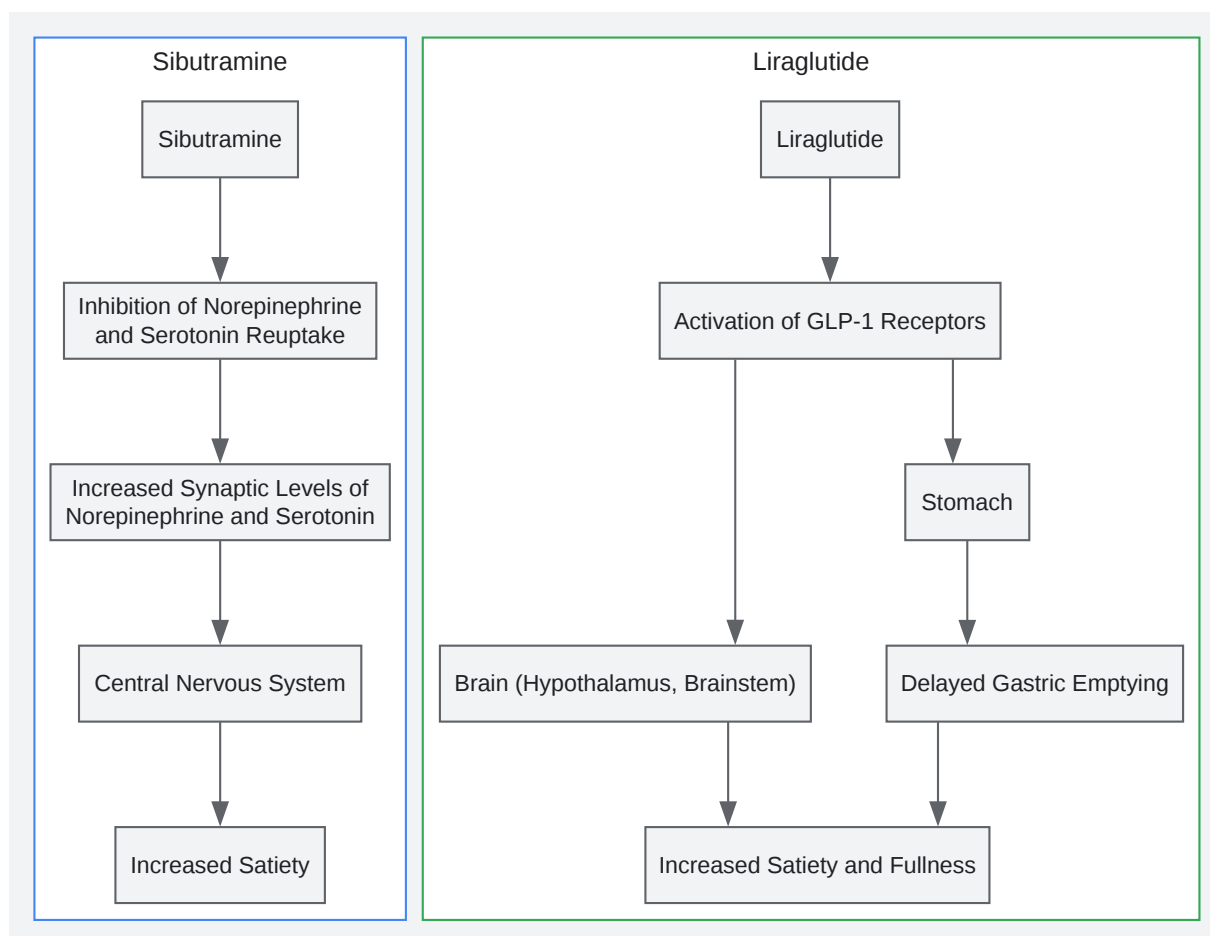 Sibutramine
Sibutramine
Inhibition of Norepinephrine
and Serotonin Reuptake
Increased Synaptic Levels of
Norepinephrine and Serotonin
Central Nervous System
Increased Satiety
Liraglutide
Liraglutide
Activation of GLP-1 Receptors
Stomach
Brain (Hypothalamus, Brainstem)
Delayed Gastric Emptying
Increased Satiety and Fullness